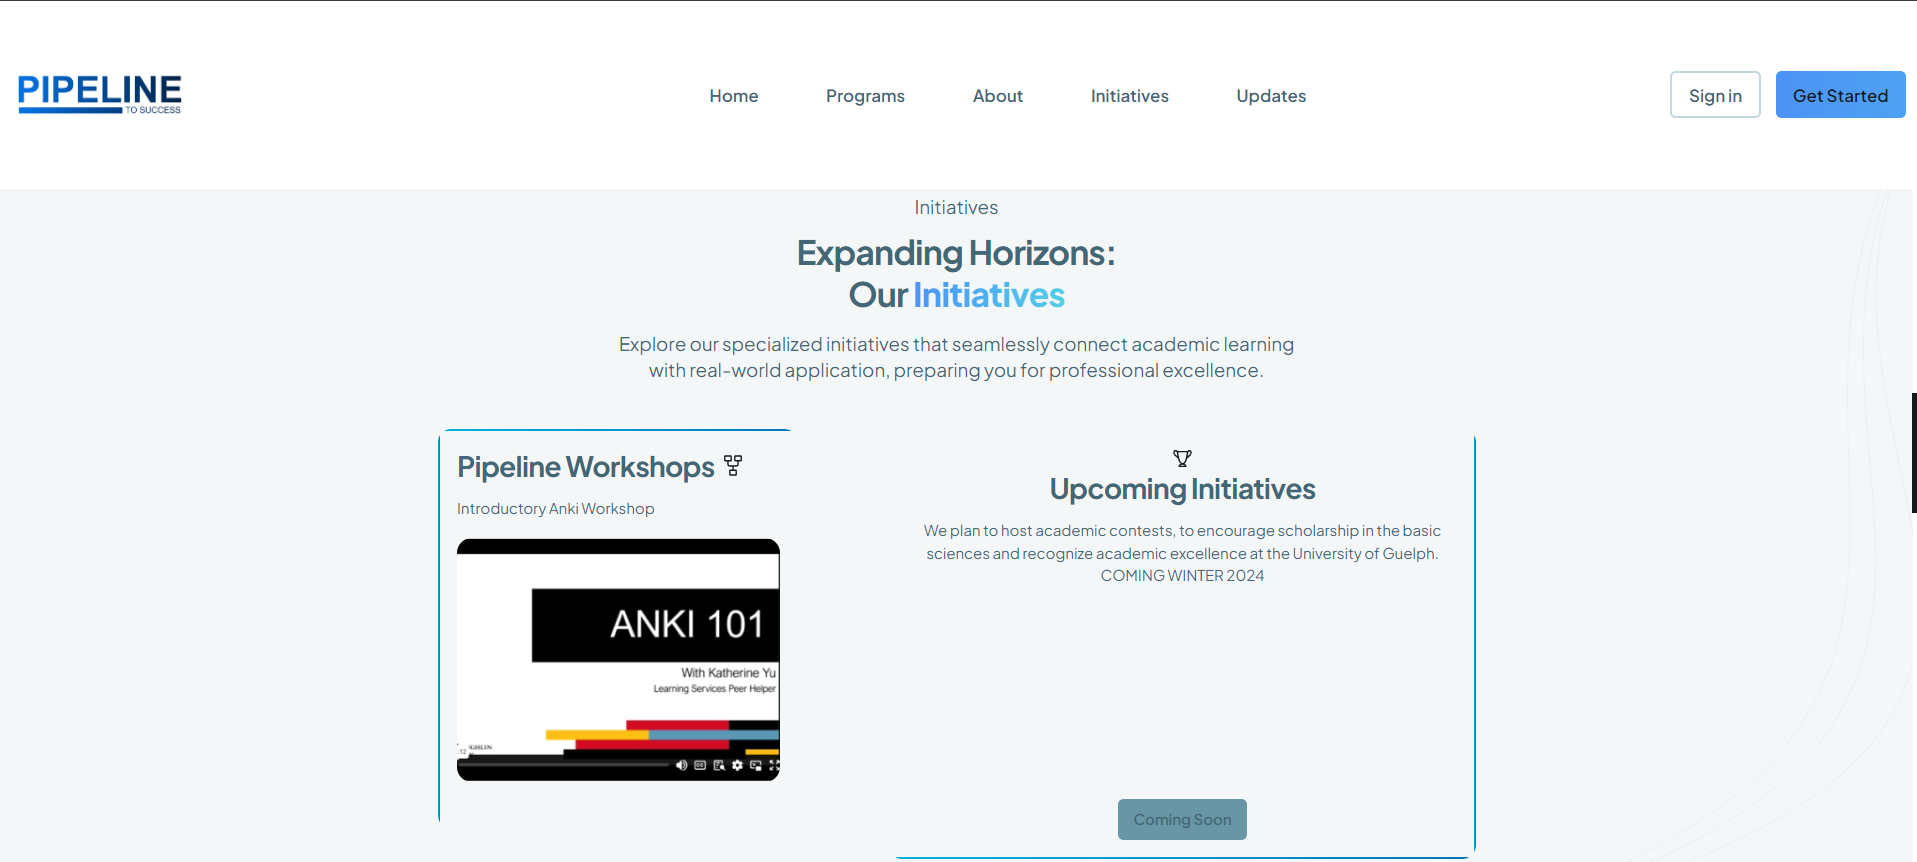 PIPELINE
TO SUCCESS
Home
Programs
About
Initiatives
Updates
Sign in
Get Started
Initiatives
Expanding Horizons:
Our Initiatives
Explore our specialized initiatives that seamlessly connect academic learning
with real-world application, preparing you for professional excellence.
Pipeline Workshops
Introductory Anki Workshop
ANKI 101
With Katherine Yu
Learning Services Peer Helper
Upcoming Initiatives
We plan to host academic contests, to encourage scholarship in the basic
sciences and recognize academic excellence at the University of Guelph.
COMING WINTER 2024
Coming Soon